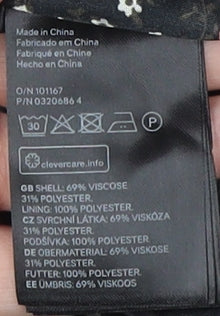 Made in China
Fabricado em China
Fabriqué en Chine
Hecho en China
O/N 101167
P/N 0320686 4
30
P
clevercare.info
GB SHELL: 69% VISCOSE
31% POLYESTER.
LINING: 100% POLYESTER.
CZ SVRCHNÍ LÁTKA: 69% VISKÓZA
31% POLYESTER.
PODŠÍVKA: 100% POLYESTER.
DE OBERMATERIAL: 69% VISKOSE
31% POLYESTER.
FUTTER: 100% POLYESTER.
EE ÜMBRIS: 69% VISKOOS